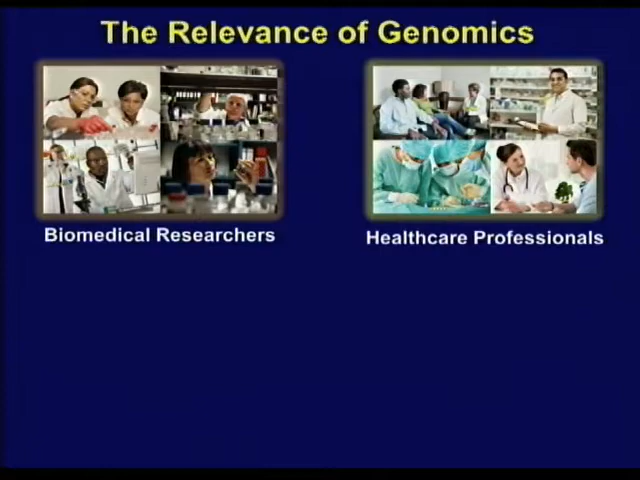 The Relevance of Genomics
Biomedical Researchers
Healthcare Professionals